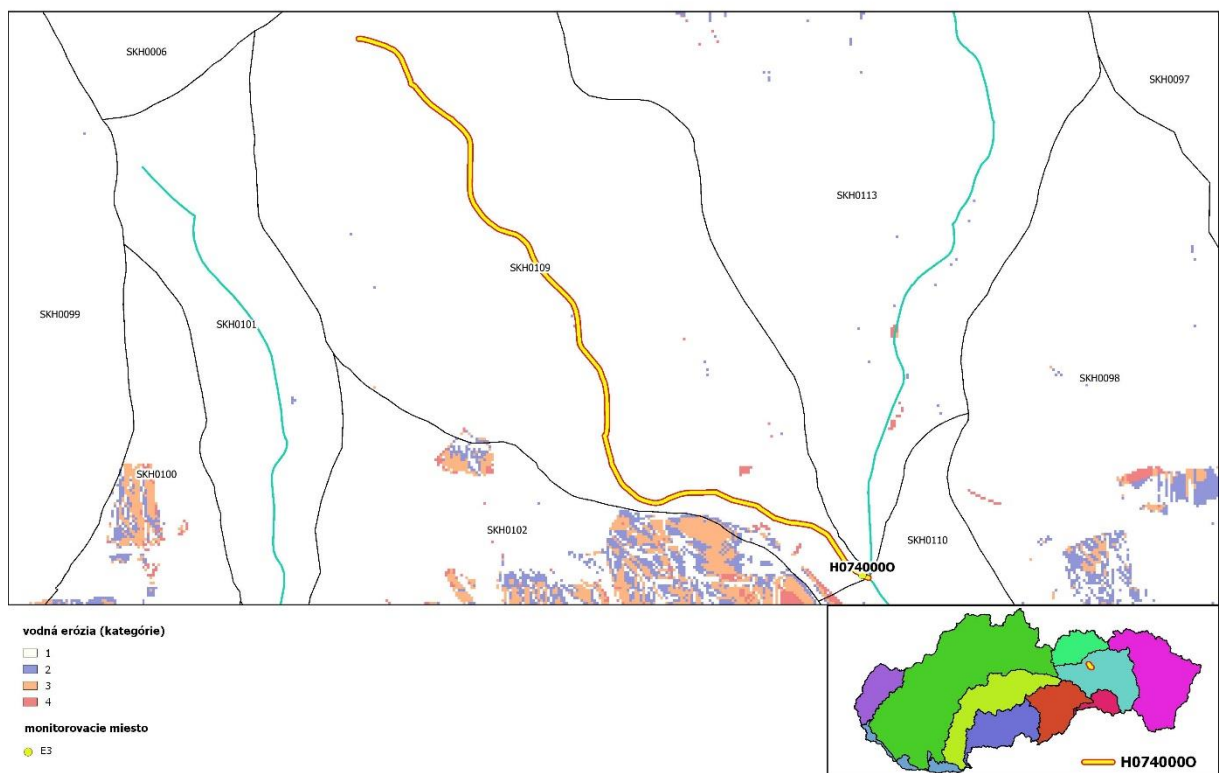 SKH0006
SKH0097
SKH0113
SKH0109
SKH0099
SKH0101
SKH0098
SKH0100
SKH0102
SKH0110
H074000O
vodná erózia (kategórie)
1
2
3
4
monitorovacie miesto
E3
H074000O